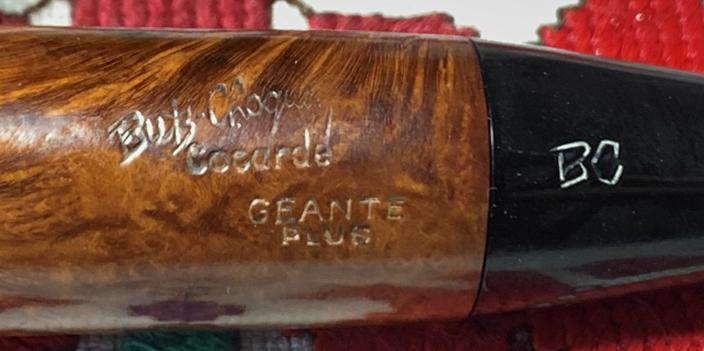 Butz-Choquin
Cocarde
GEANTE
PLUS
BC